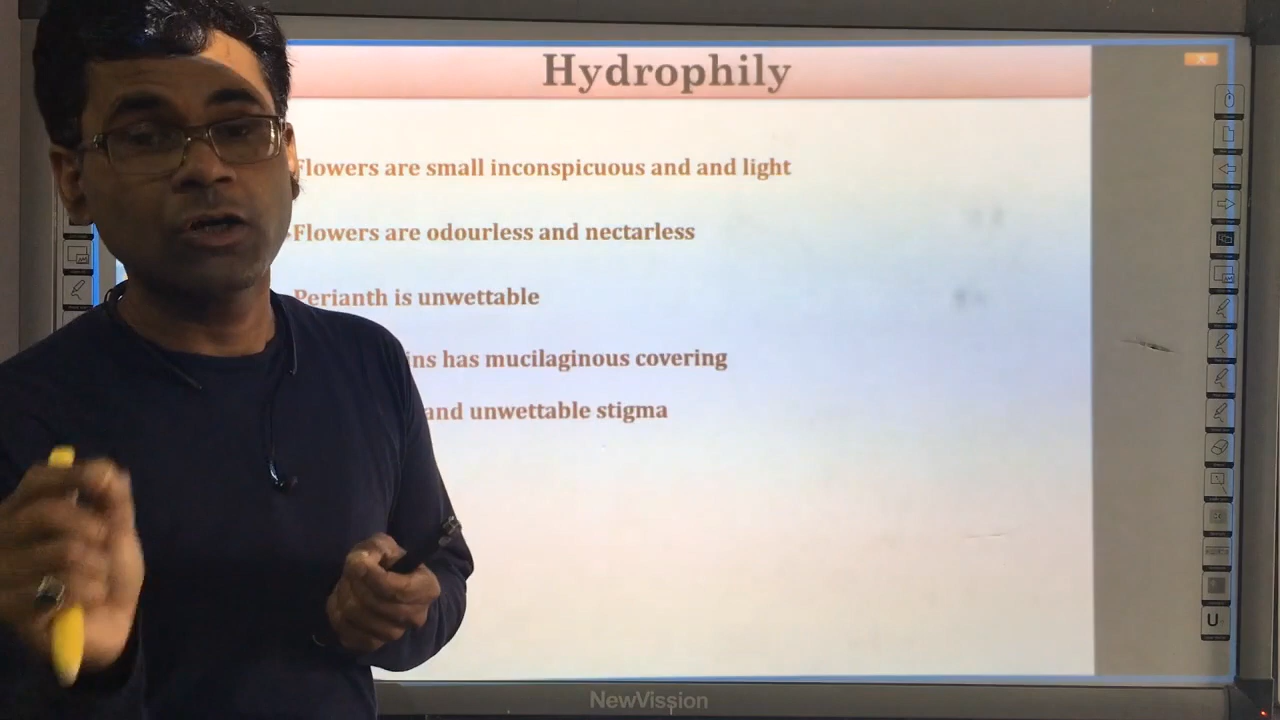 Hydrophily
Flowers are small inconspicuous and and light
Flowers are odourless and nectarless
Perianth is unwettable
has mucilaginous covering
and unwettable stigma
U
NewVission